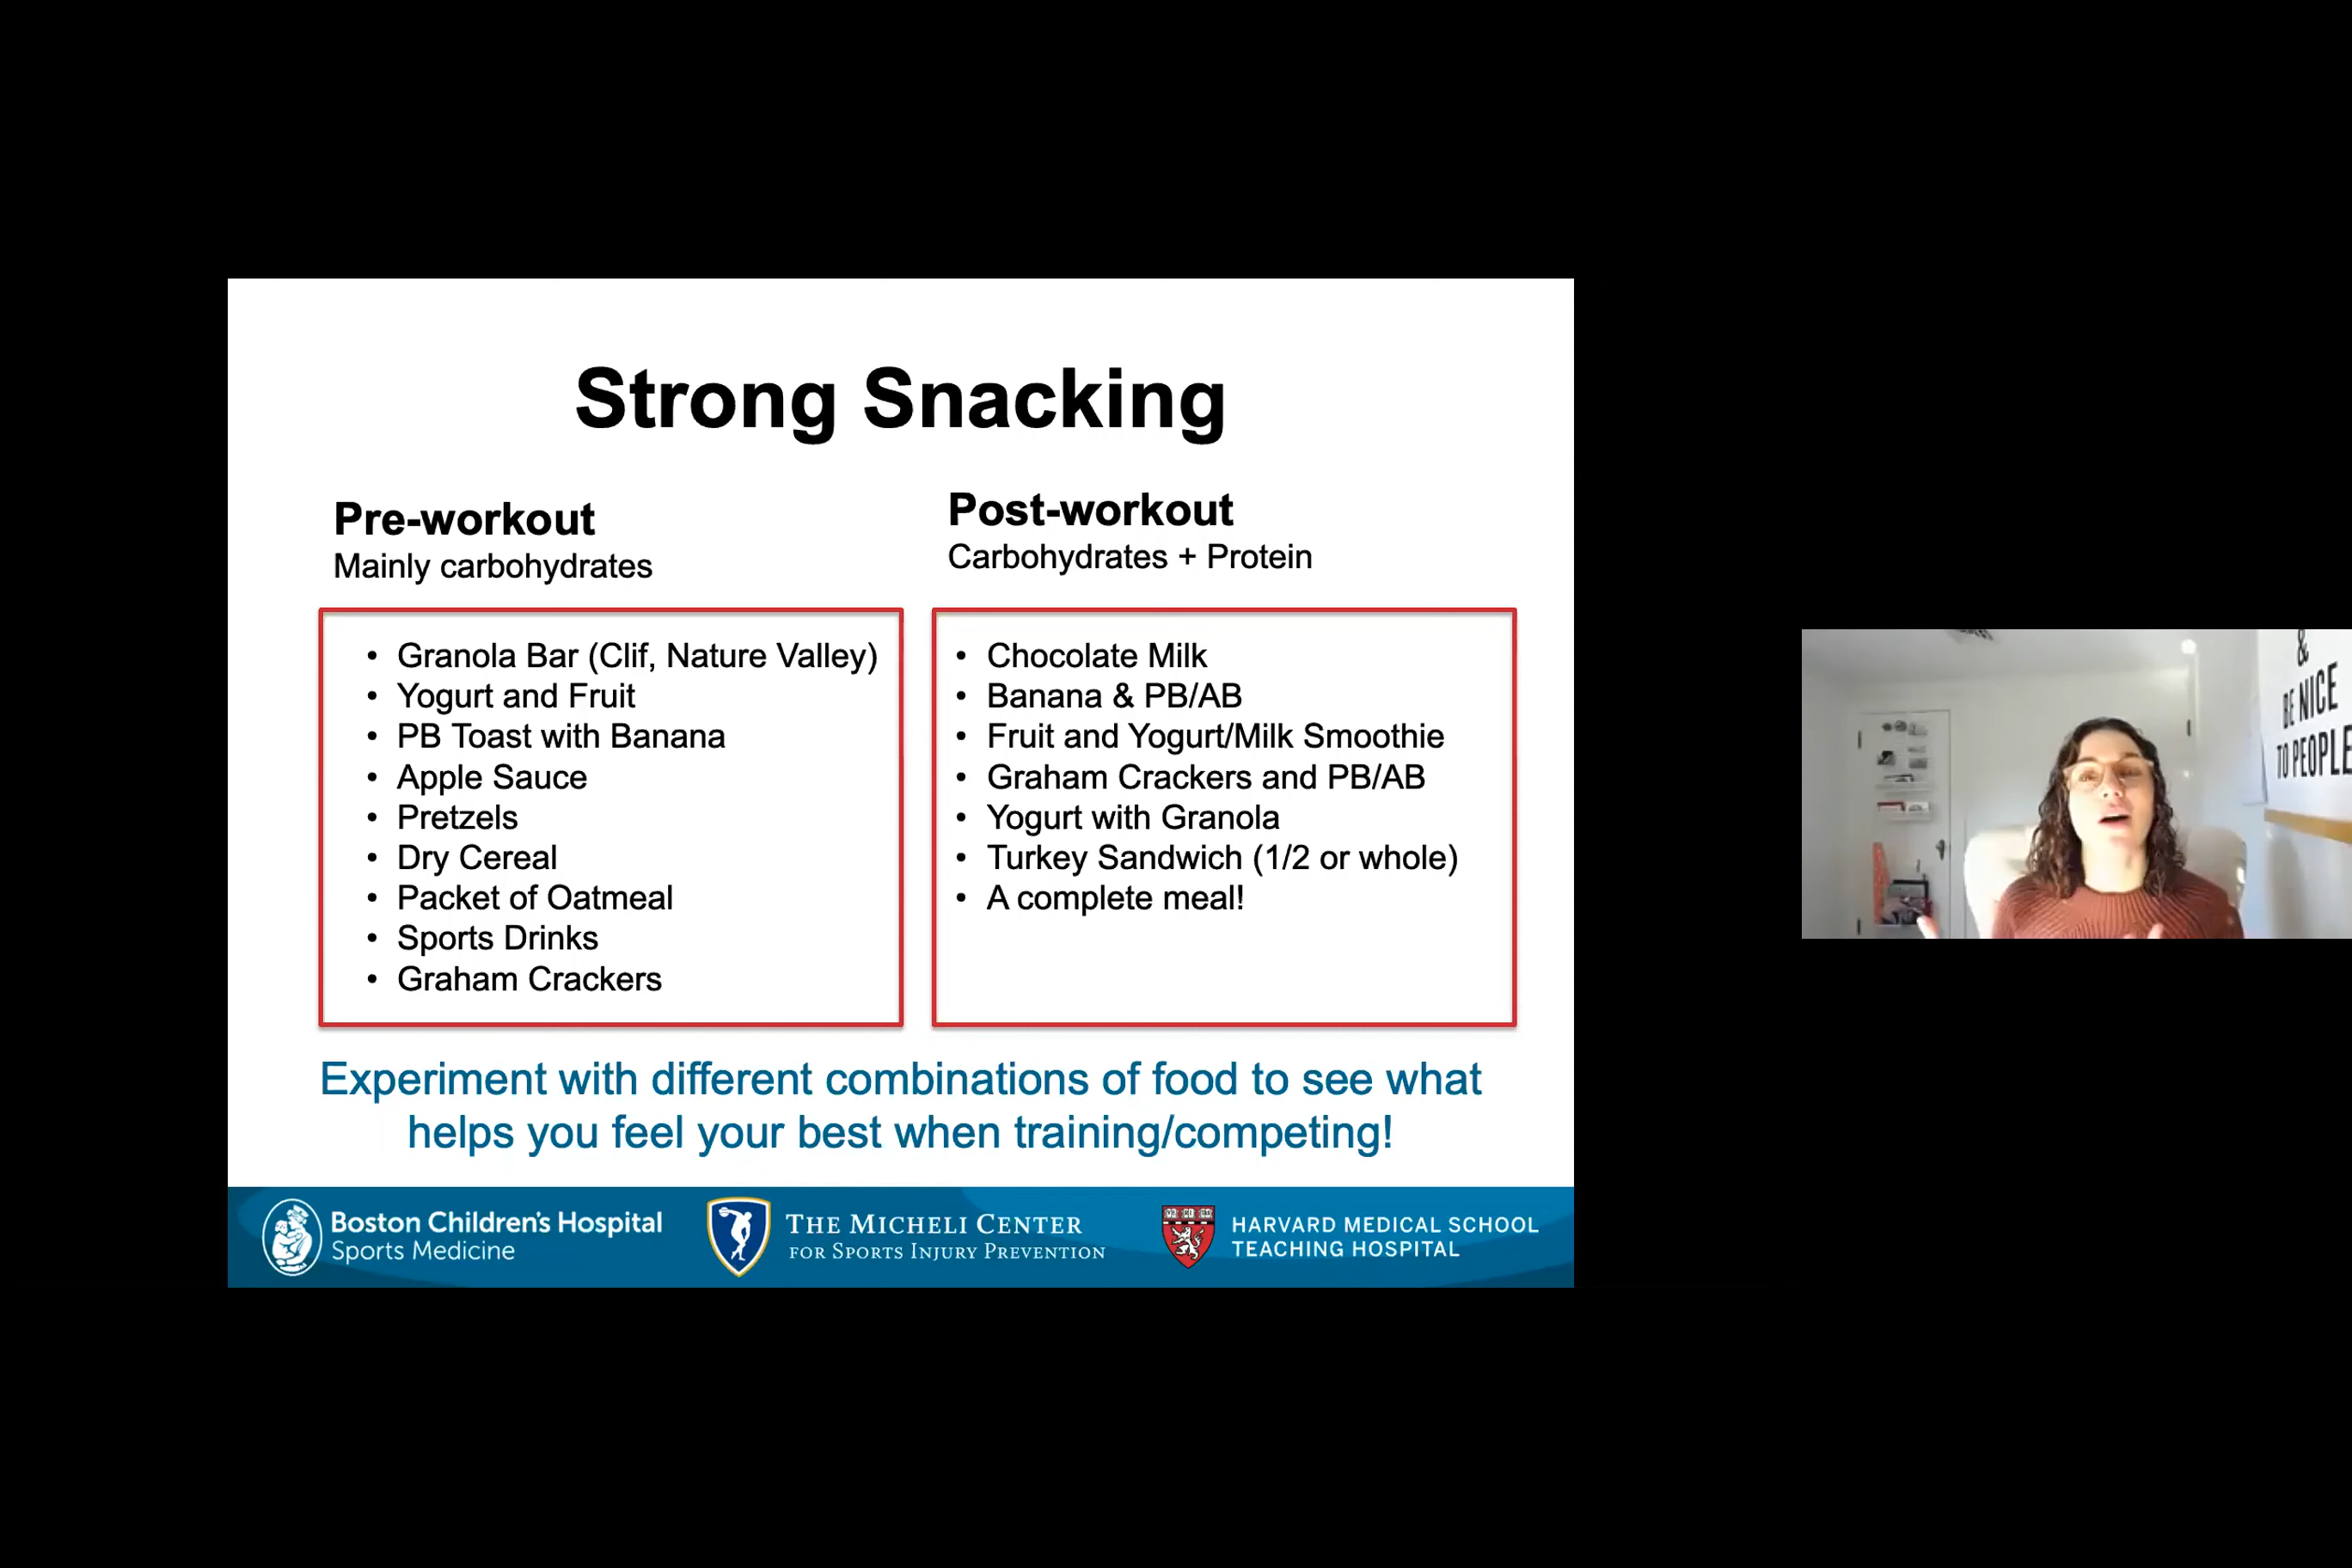 Strong Snacking
Pre-workout
Mainly carbohydrates
• Granola Bar (Clif, Nature Valley)
• Yogurt and Fruit
• PB Toast with Banana
• Apple Sauce
• Pretzels
• Dry Cereal
• Packet of Oatmeal
• Sports Drinks
• Graham Crackers
Post-workout
Carbohydrates + Protein
• Chocolate Milk
• Banana & PB/AB
• Fruit and Yogurt/Milk Smoothie
• Graham Crackers and PB/AB
• Yogurt with Granola
• Turkey Sandwich (1/2 or whole)
• A complete meal!
Experiment with different combinations of food to see what
helps you feel your best when training/competing!
Boston Children's Hospital
Sports Medicine
THE MICHELI CENTER
FOR SPORTS INJURY PREVENTION
HARVARD MEDICAL SCHOOL
TEACHING HOSPITAL
&
BE NICE
TO PEOPLE